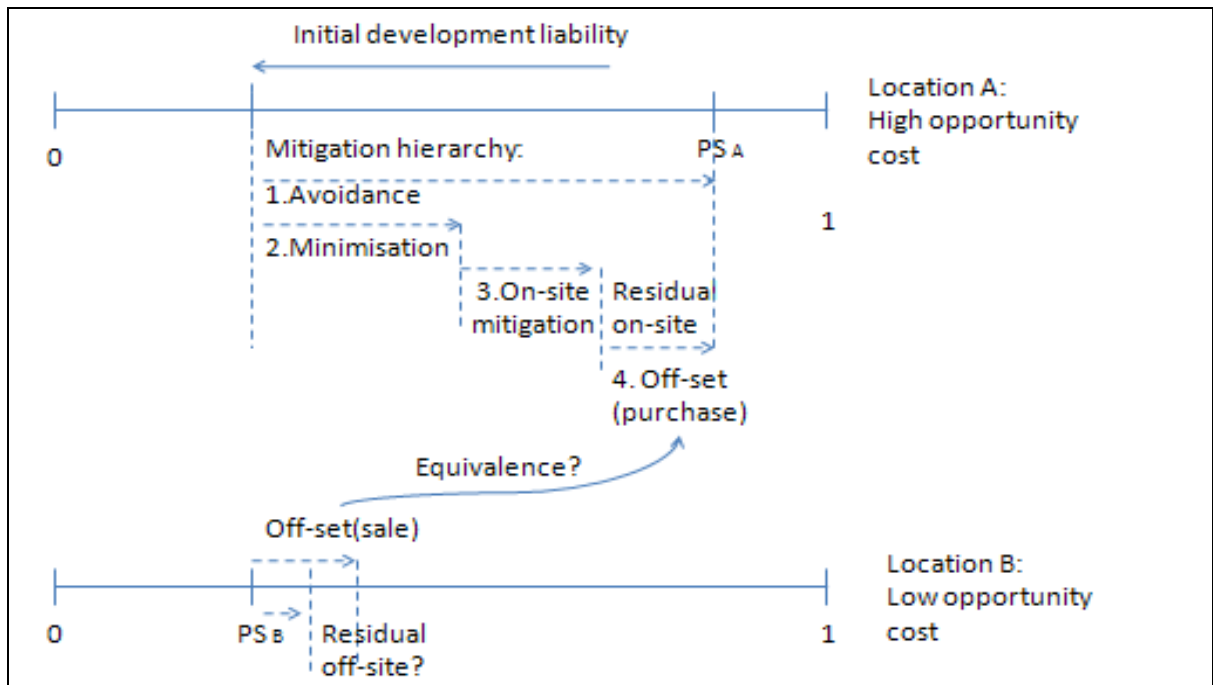 Initial development liability
Location A:
High opportunity
cost
0
Mitigation hierarchy:
PS A
1.Avoidance
1
2.Minimisation
3.On-site
mitigation
Residual
on-site
4. Off-set
(purchase)
Equivalence?
Off-set(sale)
Location B:
Low opportunity
cost
0
PS B
Residual
off-site?
1